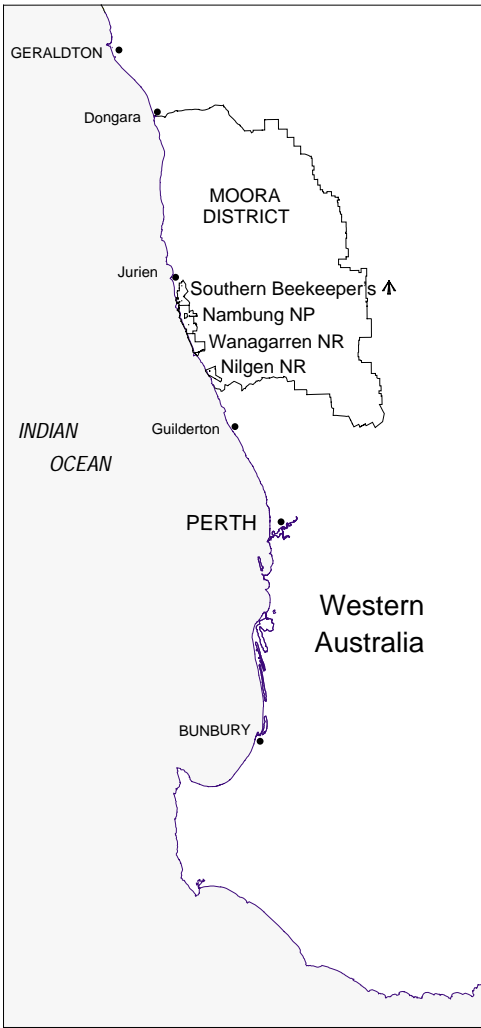 GERALDTON
Dongara
MOORA
DISTRICT
Jurien
Southern Beekeeper's
Nambung NP
Wanagarren NR
Nilgen NR
Guilderton
INDIAN
OCEAN
PERTH
Western
Australia
BUNBURY